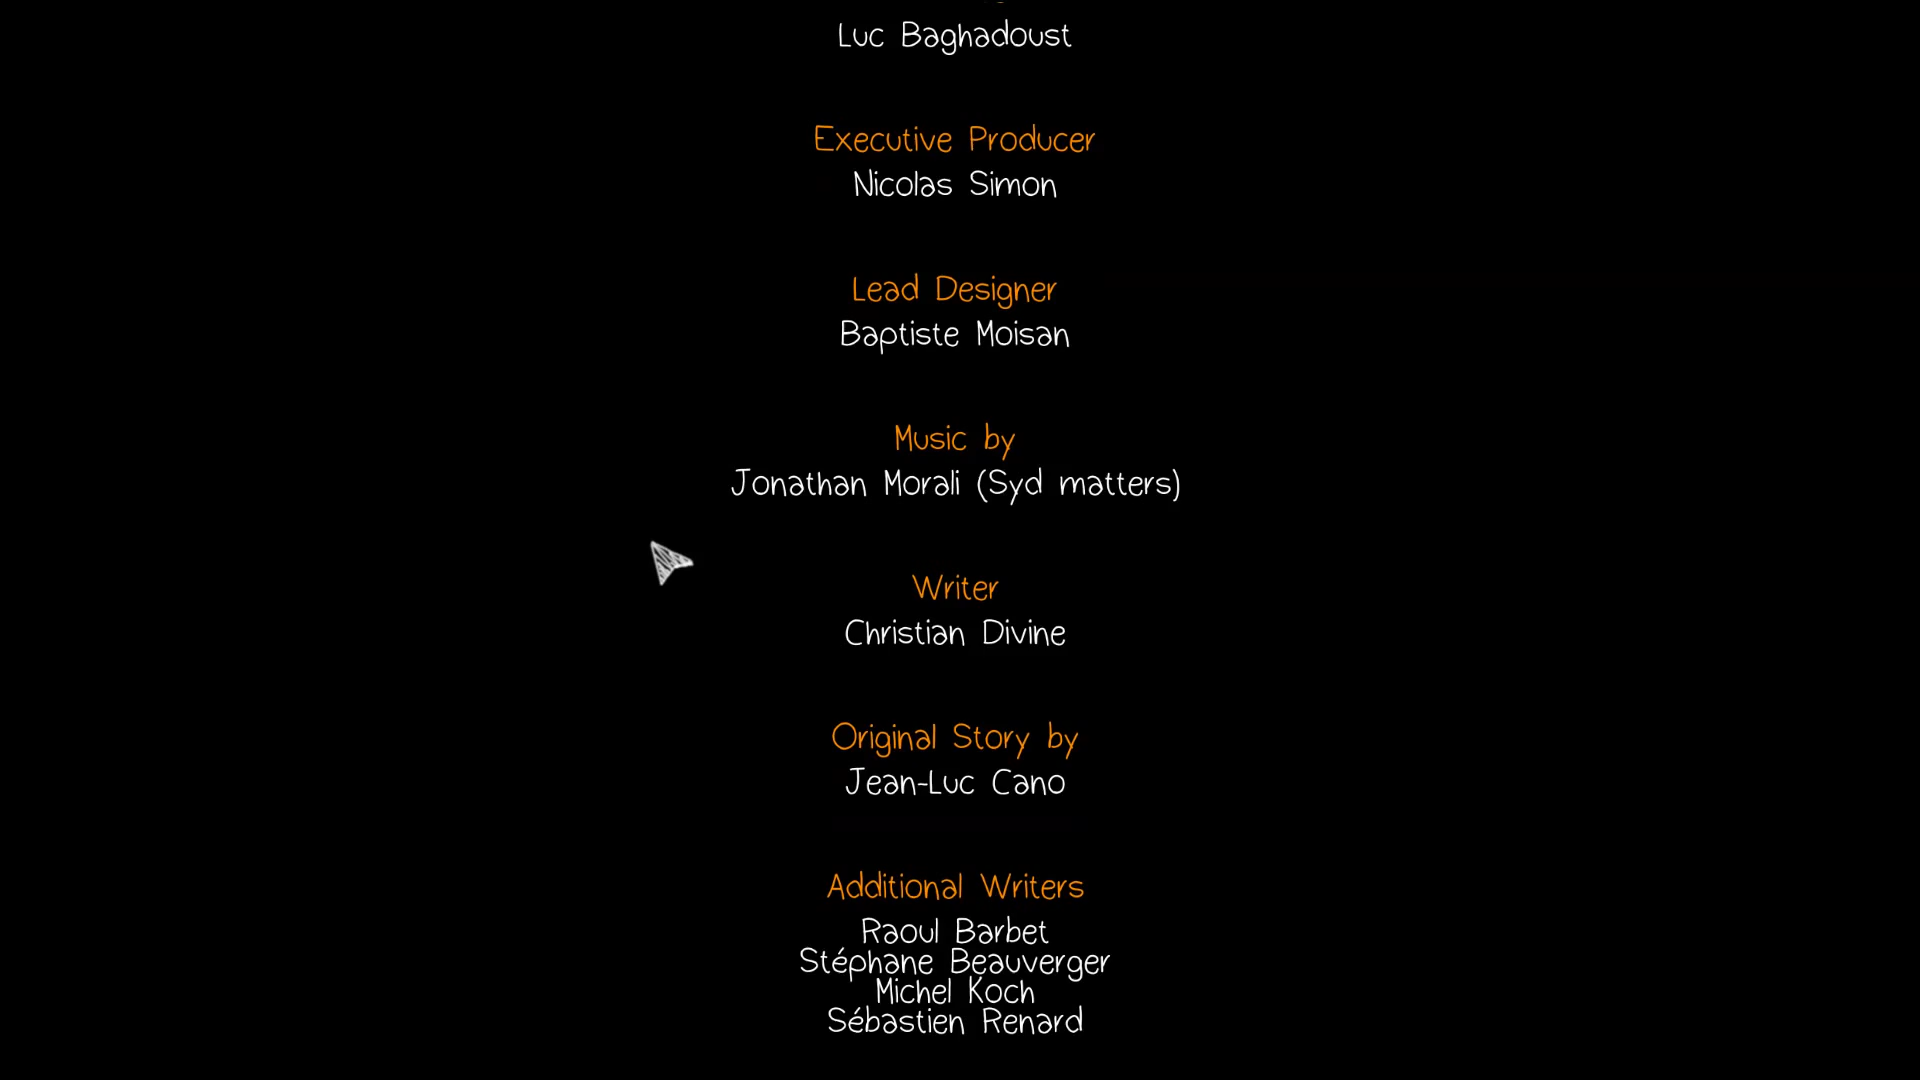 Luc Baghadoust
Executive Producer
Nicolas Simon
Lead Designer
Baptiste Moisan
Music by
Jonathan Morali (Syd matters)
Writer
Christian Divine
Original Story by
Jean-Luc Cano
Additional Writers
Raoul Barbet
Stéphane Beauverger
Michel Koch
Sébastien Renard